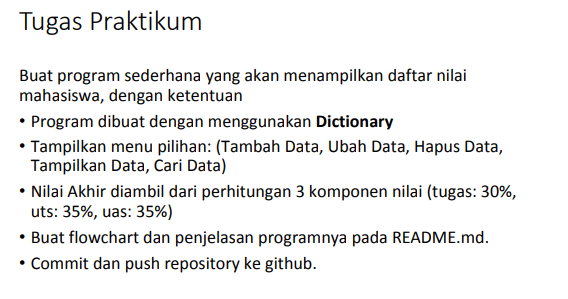 Tugas Praktikum
Buat program sederhana yang akan menampilkan daftar nilai
mahasiswa, dengan ketentuan
• Program dibuat dengan menggunakan Dictionary
• Tampilkan menu pilihan: (Tambah Data, Ubah Data, Hapus Data,
Tampilkan Data, Cari Data)
• Nilai Akhir diambil dari perhitungan 3 komponen nilai (tugas: 30%,
uts: 35%, uas: 35%)
• Buat flowchart dan penjelasan programnya pada README.md.
• Commit dan push repository ke github.